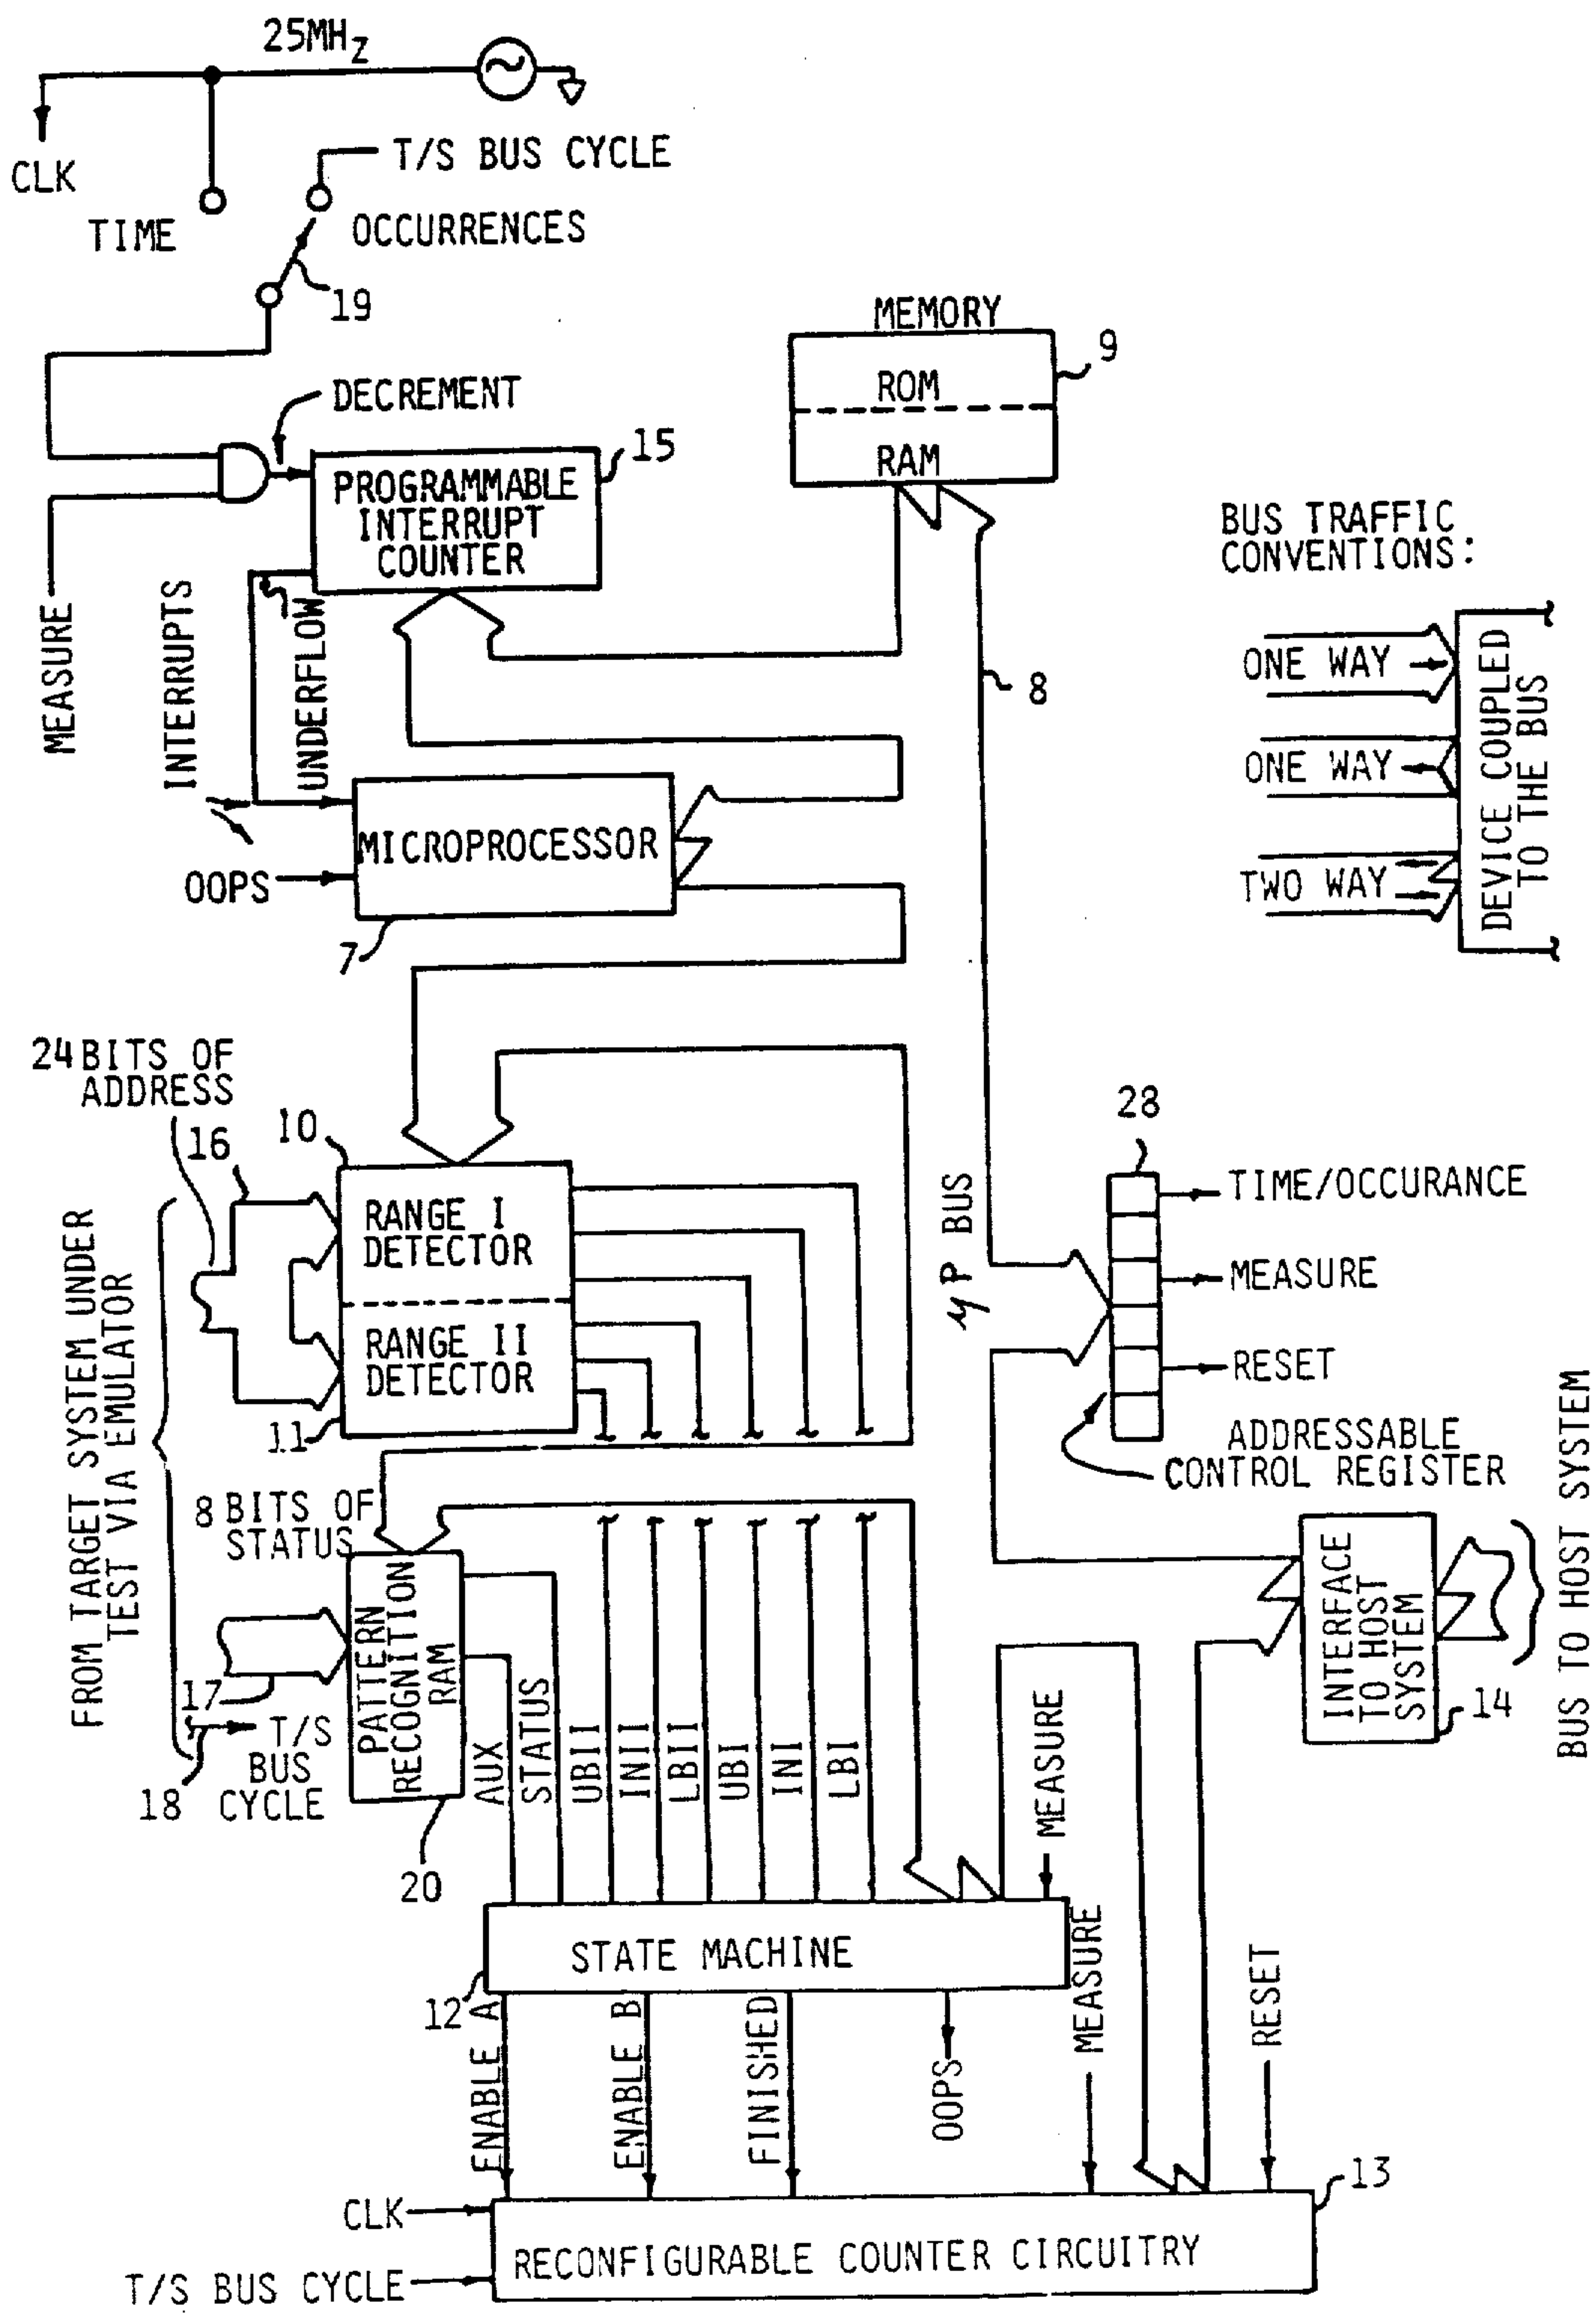 25MHz
CLK
TIME
T/S BUS CYCLE
OCCURRENCES
19
DECREMENT
PROGRAMMABLE
INTERRUPT
COUNTER
15
MEASURE
INTERRUPTS
UNDERFLOW
MEMORY
ROM
RAM
9
8
BUS TRAFFIC
CONVENTIONS:
ONE WAY
ONE WAY
TWO WAY
DEVICE COUPLED
TO THE BUS
MICROPROCESSOR
OOPS
7
24 BITS OF
ADDRESS
16
10
RANGE I
DETECTOR
RANGE II
DETECTOR
11
FROM TARGET SYSTEM UNDER
TEST VIA EMULATOR
μP BUS
28
TIME/OCCURANCE
MEASURE
RESET
ADDRESSABLE
CONTROL REGISTER
8 BITS OF
STATUS
PATTERN
RECOGNITION
RAM
17
T/S
BUS
CYCLE
18
20
AUX
STATUS
UBII
INII
LBII
UBI
INI
LBI
MEASURE
INTERFACE
TO HOST
SYSTEM
14
BUS TO HOST SYSTEM
STATE MACHINE
12
ENABLE A
ENABLE B
FINISHED
OOPS
MEASURE
RESET
13
CLK
T/S BUS CYCLE
RECONFIGURABLE COUNTER CIRCUITRY